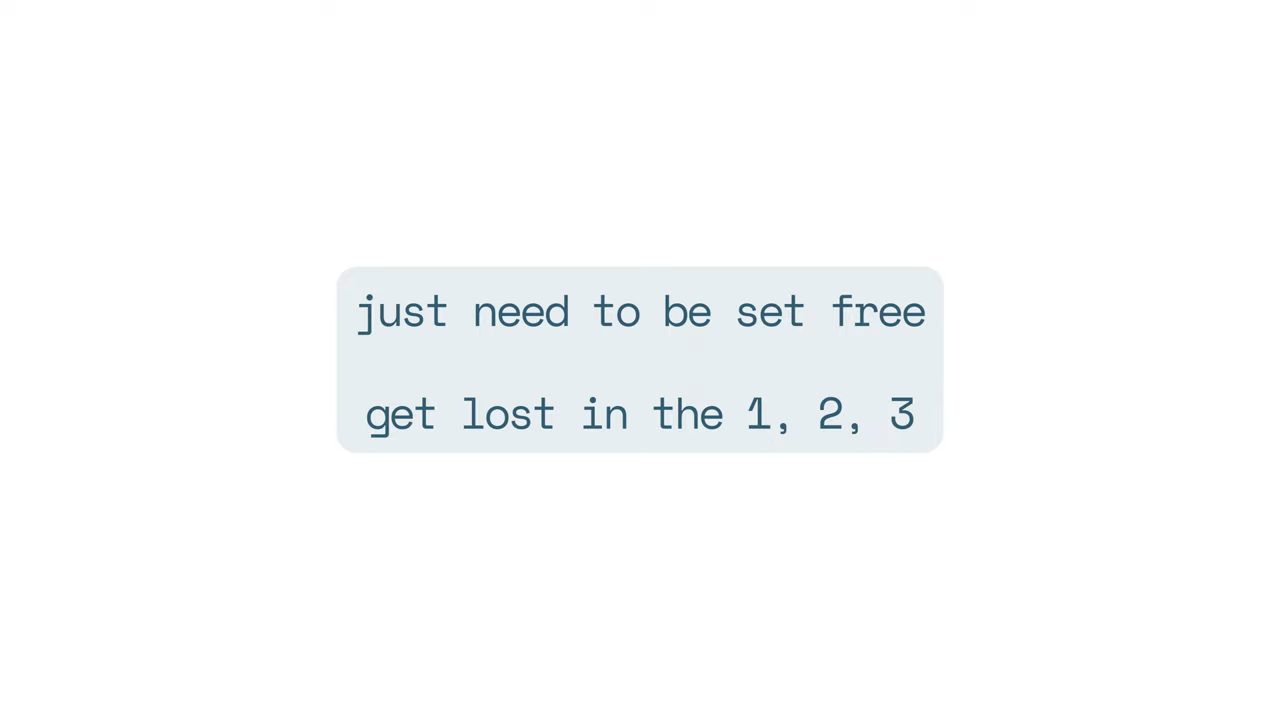 just need to be set free
get lost in the 1, 2, 3